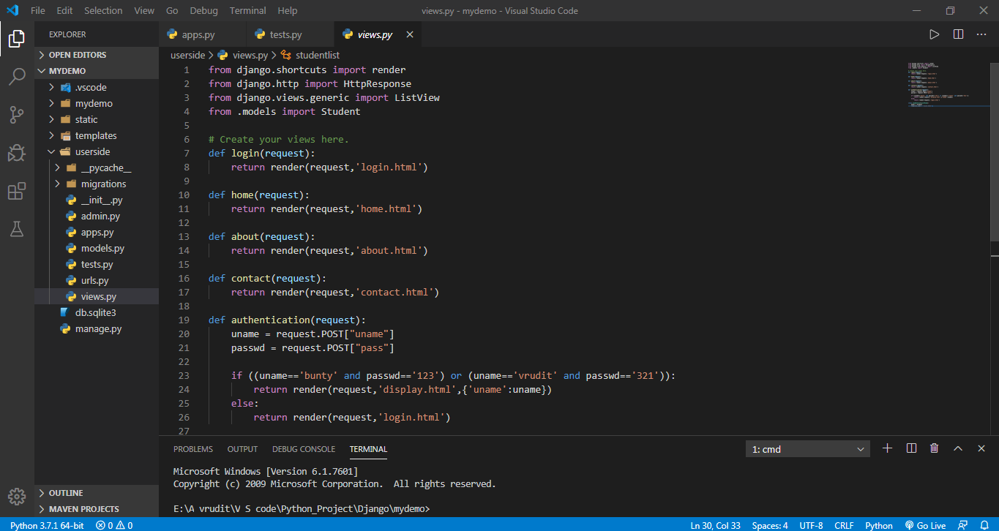 File Edit Selection View Go Debug Terminal Help
views.py - mydemo - Visual Studio Code
EXPLORER
OPEN EDITORS
MYDEMO
.vscode
mydemo
static
templates
userside
__pycache__
migrations
__init__.py
admin.py
apps.py
models.py
tests.py
urls.py
views.py
db.sqlite3
manage.py
OUTLINE
MAVEN PROJECTS
apps.py tests.py views.py
userside > views.py > studentlist
1 from django.shortcuts import render
2 from django.http import HttpResponse
3 from django.views.generic import ListView
4 from .models import Student
5
6 # Create your views here.
7 def login(request):
8     return render(request,'login.html')
9
10 def home(request):
11     return render(request,'home.html')
12
13 def about(request):
14     return render(request,'about.html')
15
16 def contact(request):
17     return render(request,'contact.html')
18
19 def authentication(request):
20     uname = request.POST["uname"]
21     passwd = request.POST["pass"]
22
23     if ((uname=='bunty' and passwd=='123') or (uname=='vrudit' and passwd=='321')):
24         return render(request,'display.html',{'uname':uname})
25     else:
26         return render(request,'login.html')
27
PROBLEMS OUTPUT DEBUG CONSOLE TERMINAL
1: cmd
Microsoft Windows [Version 6.1.7601]
Copyright (c) 2009 Microsoft Corporation.  All rights reserved.
E:\A vrudit\V S code\Python_Project\Django\mydemo>
Python 3.7.1 64-bit 0 0 Ln 30, Col 33 Spaces: 4 UTF-8 CRLF Python Go Live